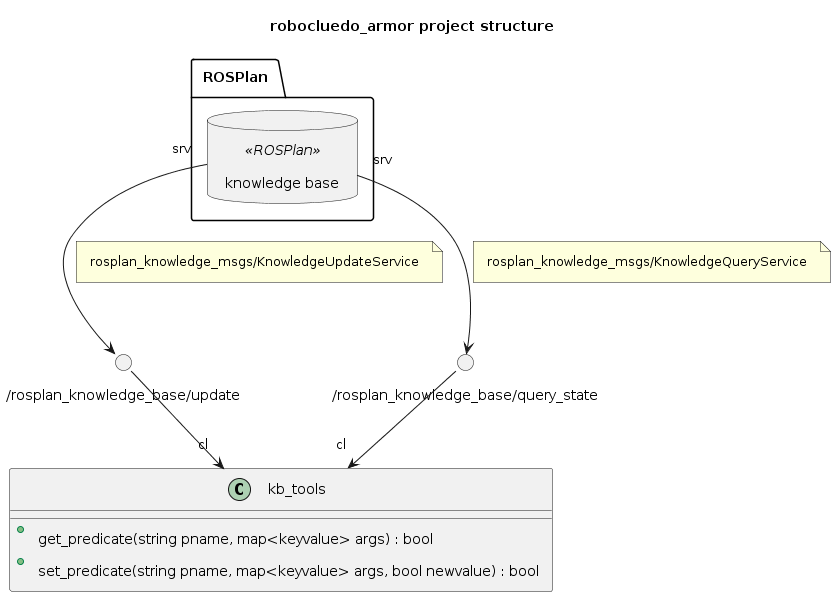 robocluedo_armor project structure
ROSPlan
«ROSPlan»
knowledge base
srv
srv
rosplan_knowledge_msgs/KnowledgeUpdateService
rosplan_knowledge_msgs/KnowledgeQueryService
/rosplan_knowledge_base/update
/rosplan_knowledge_base/query_state
cl
cl
C
kb_tools
get_predicate(string pname, map<keyvalue> args) : bool
set_predicate(string pname, map<keyvalue> args, bool newvalue) : bool